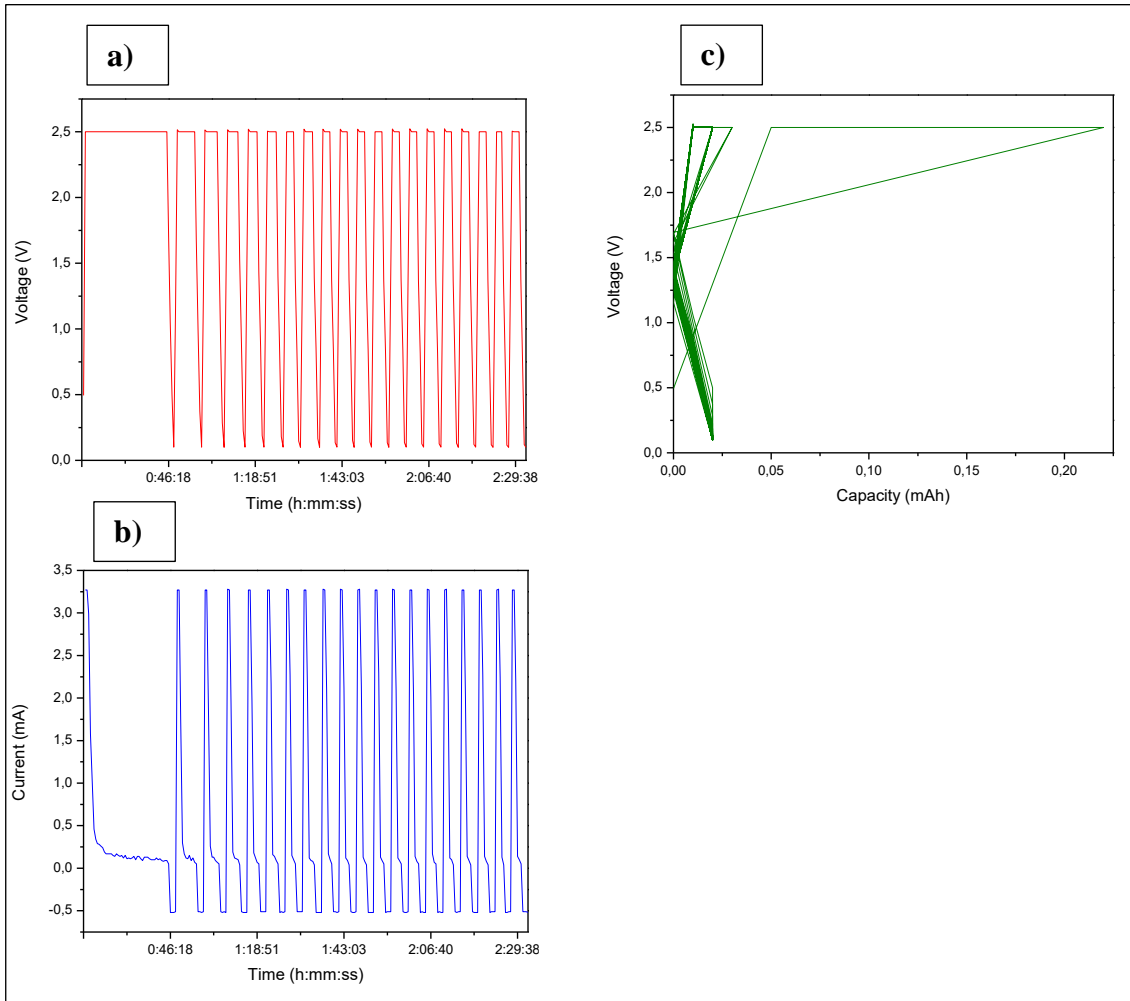 a)
2,5
2,0
1,5
1,0
0,5
0,0
Voltage (V)
0:46:18 1:18:51 1:43:03 2:06:40 2:29:38
Time (h:mm:ss)
b)
3,5
3,0
2,5
2,0
1,5
1,0
0,5
0,0
-0,5
Current (mA)
0:46:18 1:18:51 1:43:03 2:06:40 2:29:38
Time (h:mm:ss)
c)
2,5
2,0
1,5
1,0
0,5
0,0
Voltage (V)
0,00 0,05 0,10 0,15 0,20
Capacity (mAh)